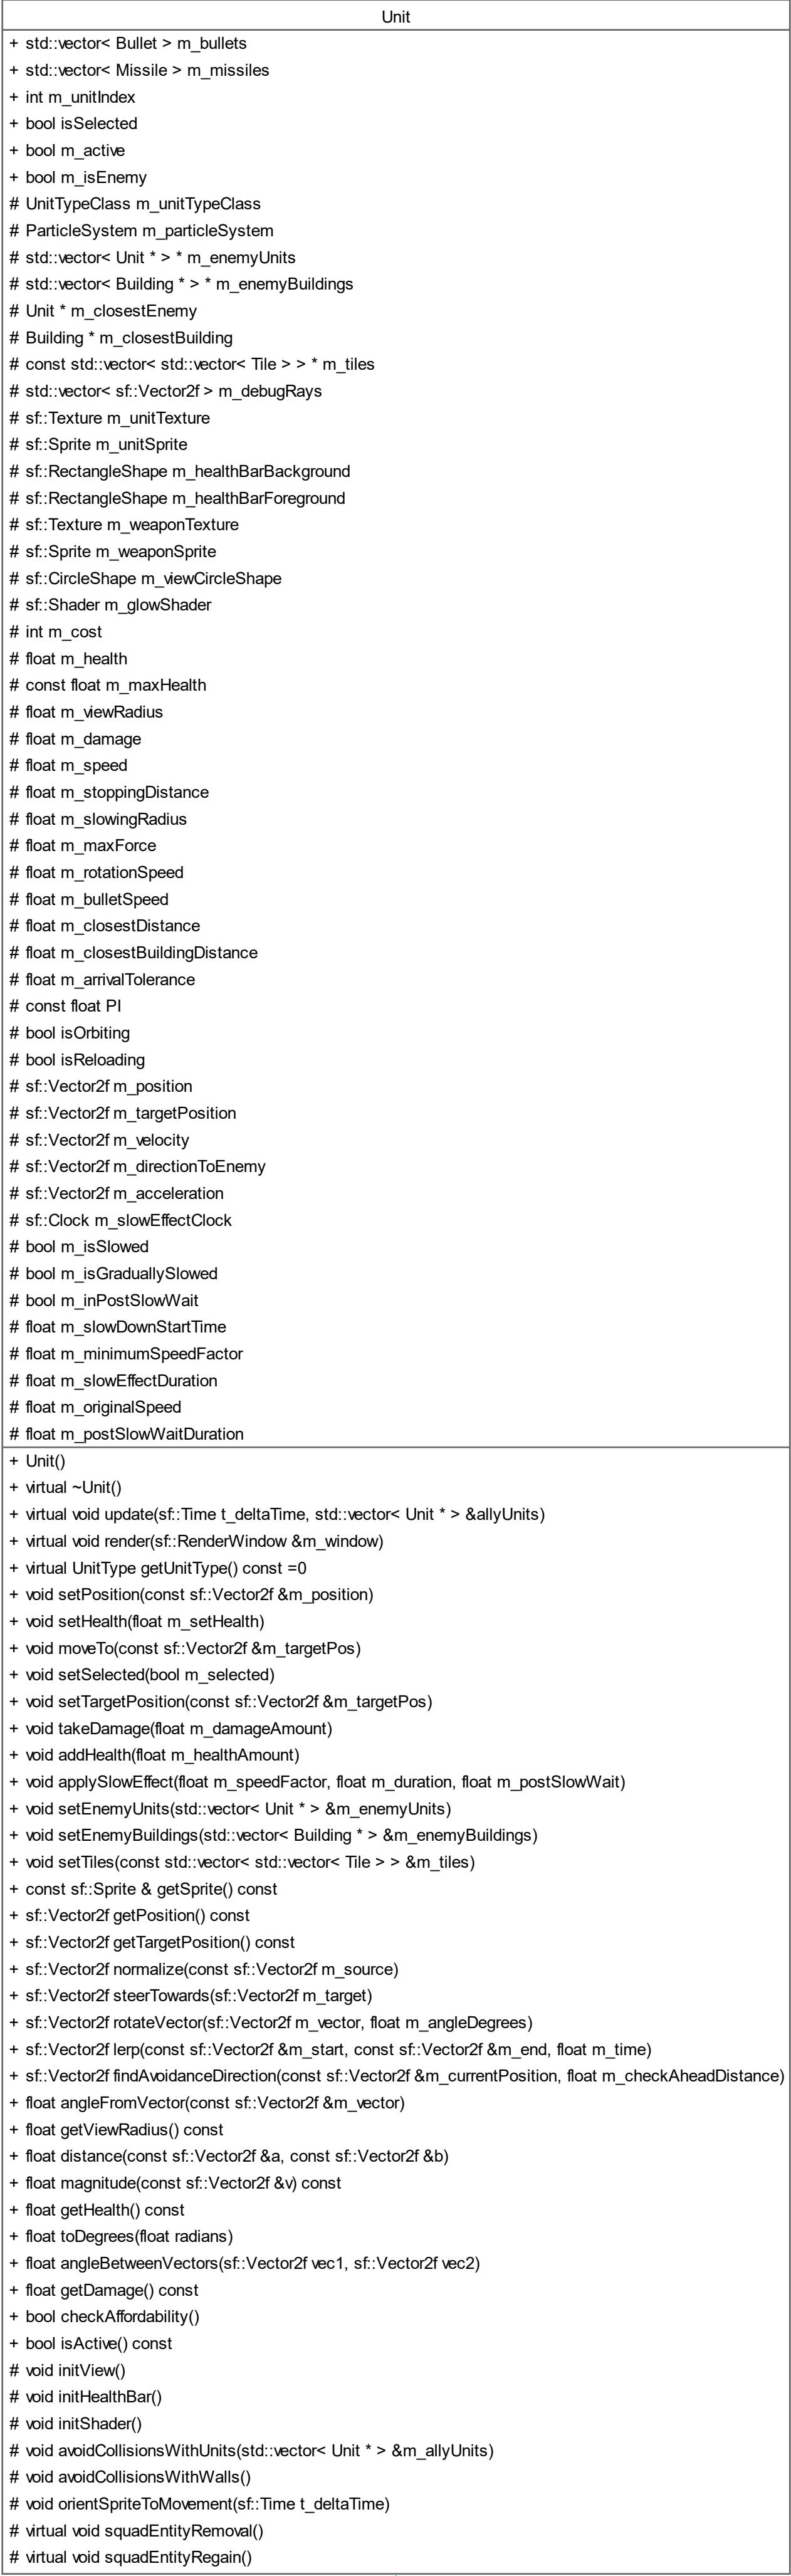 Unit
+ std::vector< Bullet > m_bullets
+ std::vector< Missile > m_missiles
+ int m_unitIndex
+ bool isSelected
+ bool m_active
+ bool m_isEnemy
# UnitTypeClass m_unitTypeClass
# ParticleSystem m_particleSystem
# std::vector< Unit * > * m_enemyUnits
# std::vector< Building * > * m_enemyBuildings
# Unit * m_closestEnemy
# Building * m_closestBuilding
# const std::vector< std::vector< Tile > > * m_tiles
# std::vector< sf::Vector2f > m_debugRays
# sf::Texture m_unitTexture
# sf::Sprite m_unitSprite
# sf::RectangleShape m_healthBarBackground
# sf::RectangleShape m_healthBarForeground
# sf::Texture m_weaponTexture
# sf::Sprite m_weaponSprite
# sf::CircleShape m_viewCircleShape
# sf::Shader m_glowShader
# int m_cost
# float m_health
# const float m_maxHealth
# float m_viewRadius
# float m_damage
# float m_speed
# float m_stoppingDistance
# float m_slowingRadius
# float m_maxForce
# float m_rotationSpeed
# float m_bulletSpeed
# float m_closestDistance
# float m_closestBuildingDistance
# float m_arrivalTolerance
# const float PI
# bool isOrbiting
# bool isReloading
# sf::Vector2f m_position
# sf::Vector2f m_targetPosition
# sf::Vector2f m_velocity
# sf::Vector2f m_directionToEnemy
# sf::Vector2f m_acceleration
# sf::Clock m_slowEffectClock
# bool m_isSlowed
# bool m_isGraduallySlowed
# bool m_inPostSlowWait
# float m_slowDownStartTime
# float m_minimumSpeedFactor
# float m_slowEffectDuration
# float m_originalSpeed
# float m_postSlowWaitDuration
+ Unit()
+ virtual ~Unit()
+ virtual void update(sf::Time t_deltaTime, std::vector< Unit * > &allyUnits)
+ virtual void render(sf::RenderWindow &m_window)
+ virtual UnitType getUnitType() const =0
+ void setPosition(const sf::Vector2f &m_position)
+ void setHealth(float m_setHealth)
+ void moveTo(const sf::Vector2f &m_targetPos)
+ void setSelected(bool m_selected)
+ void setTargetPosition(const sf::Vector2f &m_targetPos)
+ void takeDamage(float m_damageAmount)
+ void addHealth(float m_healthAmount)
+ void applySlowEffect(float m_speedFactor, float m_duration, float m_postSlowWait)
+ void setEnemyUnits(std::vector< Unit * > &m_enemyUnits)
+ void setEnemyBuildings(std::vector< Building * > &m_enemyBuildings)
+ void setTiles(const std::vector< std::vector< Tile > > &m_tiles)
+ const sf::Sprite & getSprite() const
+ sf::Vector2f getPosition() const
+ sf::Vector2f getTargetPosition() const
+ sf::Vector2f normalize(const sf::Vector2f m_source)
+ sf::Vector2f steerTowards(sf::Vector2f m_target)
+ sf::Vector2f rotateVector(sf::Vector2f m_vector, float m_angleDegrees)
+ sf::Vector2f lerp(const sf::Vector2f &m_start, const sf::Vector2f &m_end, float m_time)
+ sf::Vector2f findAvoidanceDirection(const sf::Vector2f &m_currentPosition, float m_checkAheadDistance)
+ float angleFromVector(const sf::Vector2f &m_vector)
+ float getViewRadius() const
+ float distance(const sf::Vector2f &a, const sf::Vector2f &b)
+ float magnitude(const sf::Vector2f &v) const
+ float getHealth() const
+ float toDegrees(float radians)
+ float angleBetweenVectors(sf::Vector2f vec1, sf::Vector2f vec2)
+ float getDamage() const
+ bool checkAffordability()
+ bool isActive() const
# void initView()
# void initHealthBar()
# void initShader()
# void avoidCollisionsWithUnits(std::vector< Unit * > &m_allyUnits)
# void avoidCollisionsWithWalls()
# void orientSpriteToMovement(sf::Time t_deltaTime)
# virtual void squadEntityRemoval()
# virtual void squadEntityRegain()